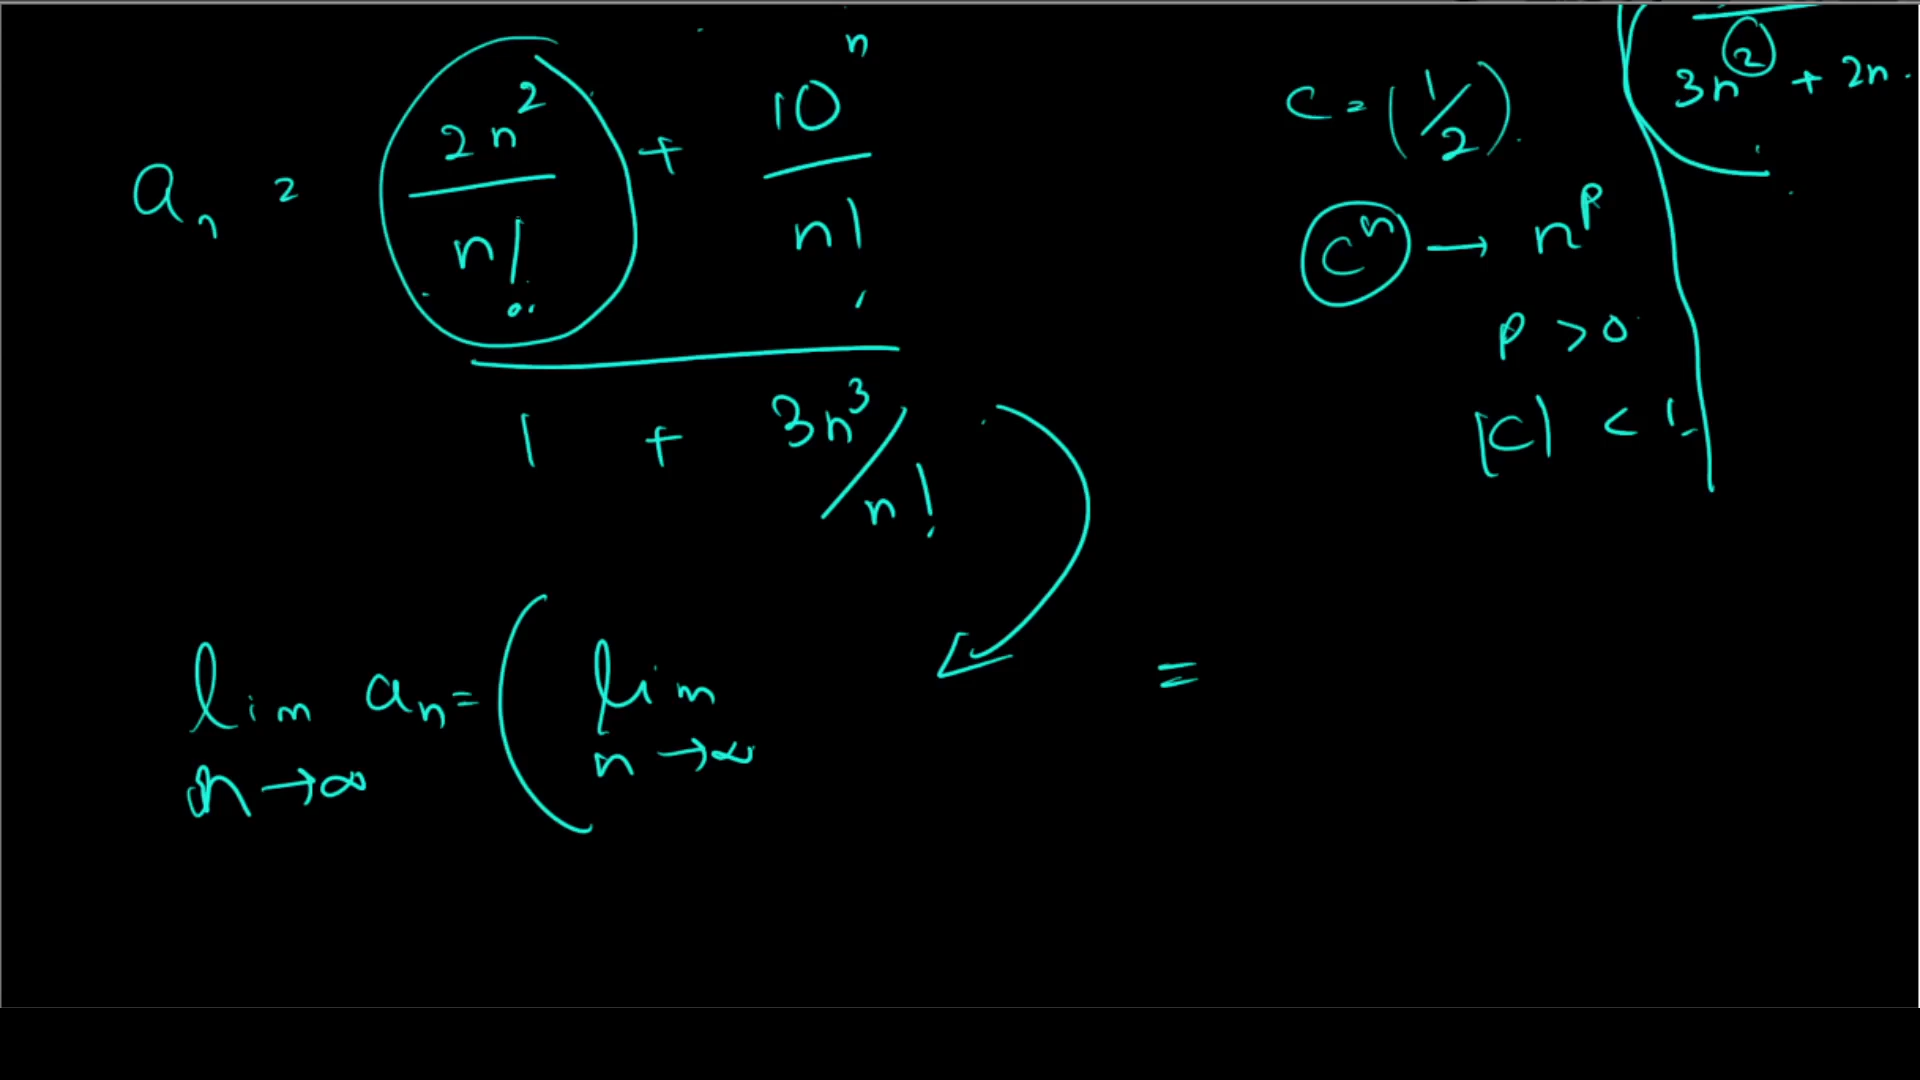 aₙ = (2n²/n! + 10ⁿ/n!) / (1 + 3n³/n!)
lim n→∞ aₙ = ( lim n→∞ =
c = (1/2).
cⁿ → nᵖ
p > 0
|c| < 1.
3n² + 2n.